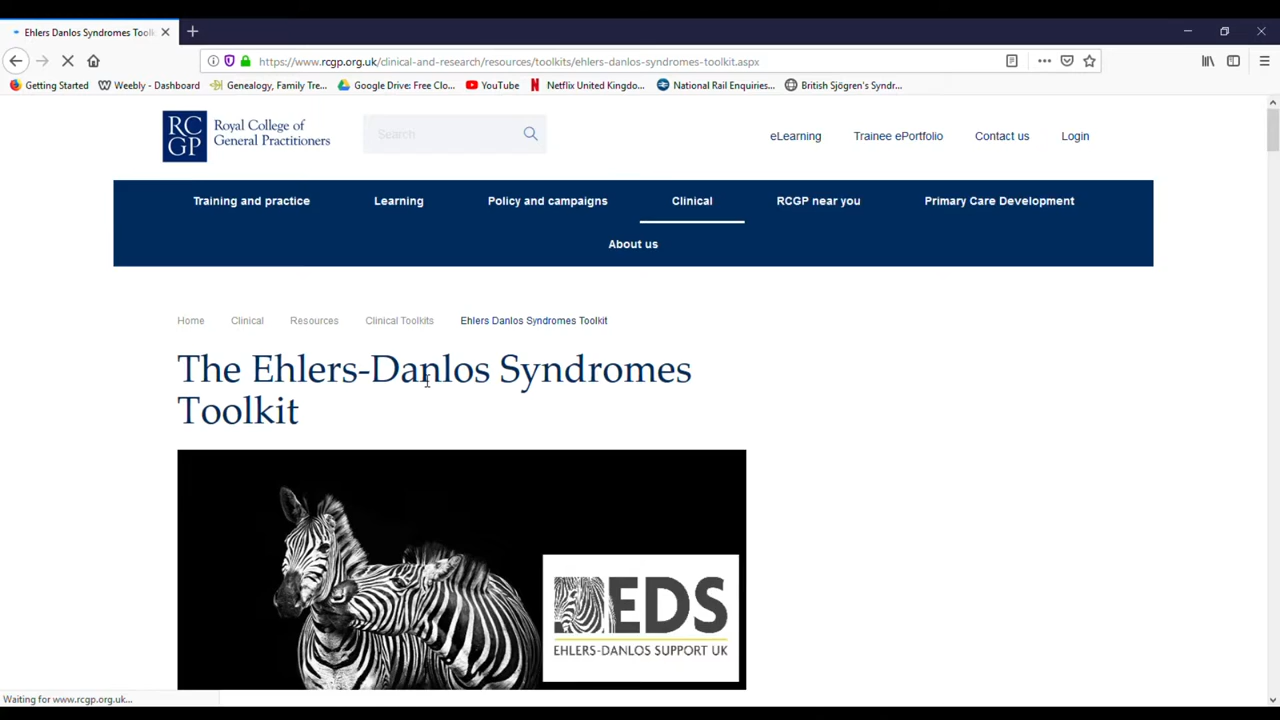 Ehlers Danlos Syndromes Toolk
https://www.rcgp.org.uk/clinical-and-research/resources/toolkits/ehlers-danlos-syndromes-toolkit.aspx
Getting Started Weebly - Dashboard Genealogy, Family Tre... Google Drive: Free Clo... YouTube Netflix United Kingdo... National Rail Enquiries... British Sjögren's Syndr...
RC GP Royal College of General Practitioners
Search
eLearning Trainee ePortfolio Contact us Login
Training and practice Learning Policy and campaigns Clinical RCGP near you Primary Care Development
About us
Home Clinical Resources Clinical Toolkits Ehlers Danlos Syndromes Toolkit
The Ehlers-Danlos Syndromes
Toolkit
EDS
EHLERS-DANLOS SUPPORT UK
Waiting for www.rcgp.org.uk...